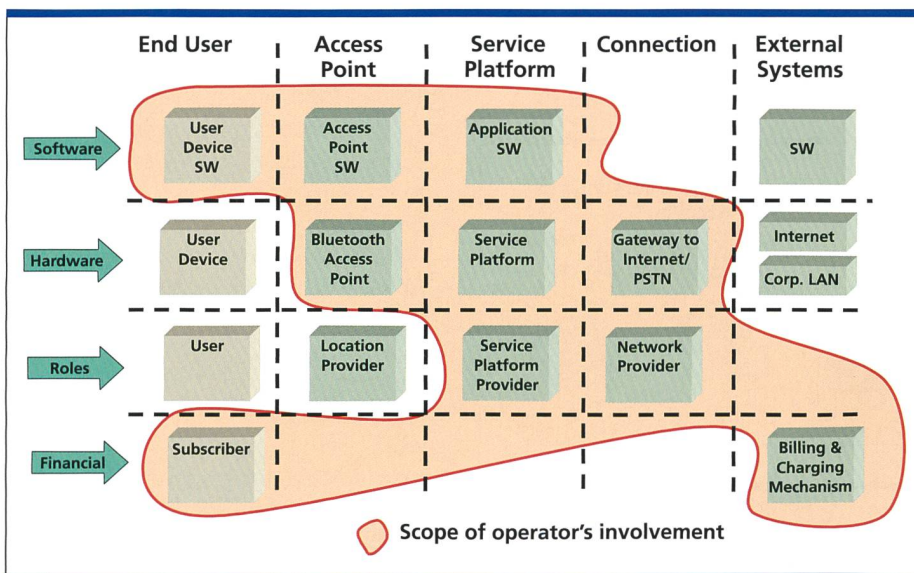 End User
Access
Point
Service
Platform
Connection
External
Systems
Software
User
Device
SW
Access
Point
SW
Application
SW
SW
Hardware
User
Device
Bluetooth
Access
Point
Service
Platform
Gateway to
Internet/
PSTN
Internet
Corp. LAN
Roles
User
Location
Provider
Service
Platform
Provider
Network
Provider
Financial
Subscriber
Billing &
Charging
Mechanism
Scope of operator's involvement